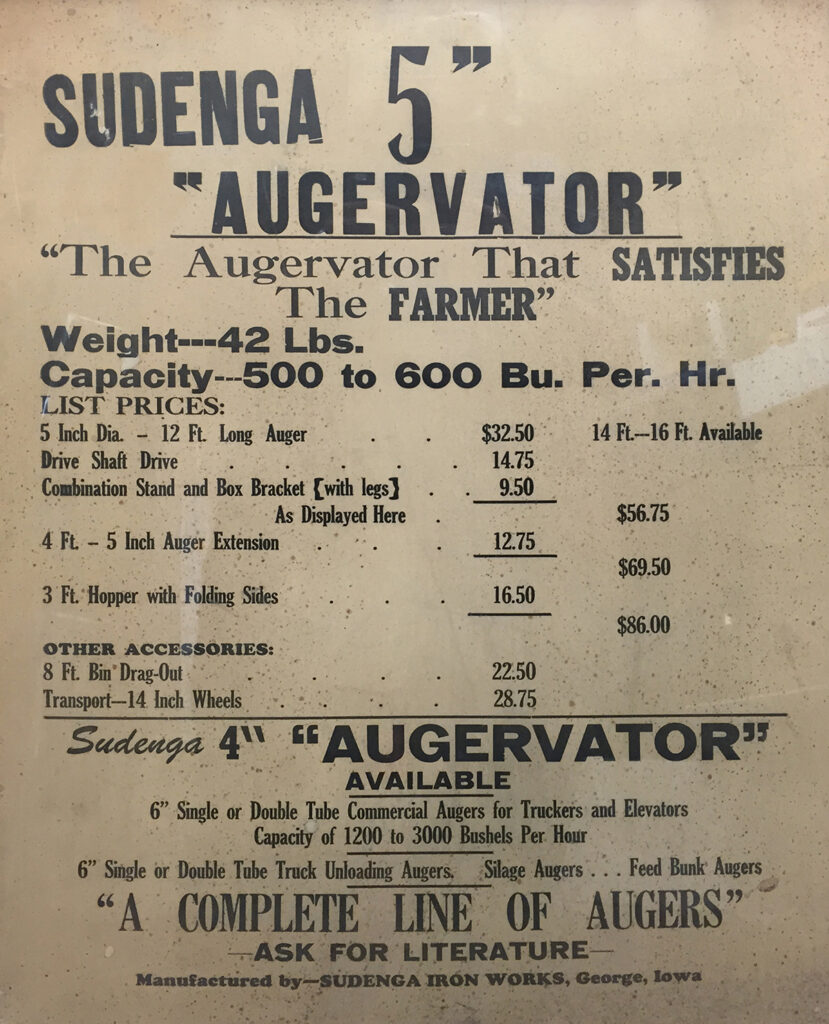 SUDENGA 5"
"AUGERVATOR"
"The Augervator That SATISFIES
The FARMER"
Weight---42 Lbs.
Capacity---500 to 600 Bu. Per. Hr.
LIST PRICES:
5 Inch Dia. – 12 Ft. Long Auger . . $32.50 14 Ft.—16 Ft. Available
Drive Shaft Drive . . . . . 14.75
Combination Stand and Box Bracket {with legs} . . 9.50
As Displayed Here . $56.75
4 Ft. – 5 Inch Auger Extension . . . 12.75
$69.50
3 Ft. Hopper with Folding Sides . . . 16.50
$86.00
OTHER ACCESSORIES:
8 Ft. Bin Drag-Out . . . . 22.50
Transport—14 Inch Wheels . . . . 28.75
Sudenga 4" "AUGERVATOR"
AVAILABLE
6" Single or Double Tube Commercial Augers for Truckers and Elevators
Capacity of 1200 to 3000 Bushels Per Hour
6" Single or Double Tube Truck Unloading Augers. Silage Augers . . . Feed Bunk Augers
"A COMPLETE LINE OF AUGERS"
—ASK FOR LITERATURE—
Manufactured by—SUDENGA IRON WORKS, George, Iowa